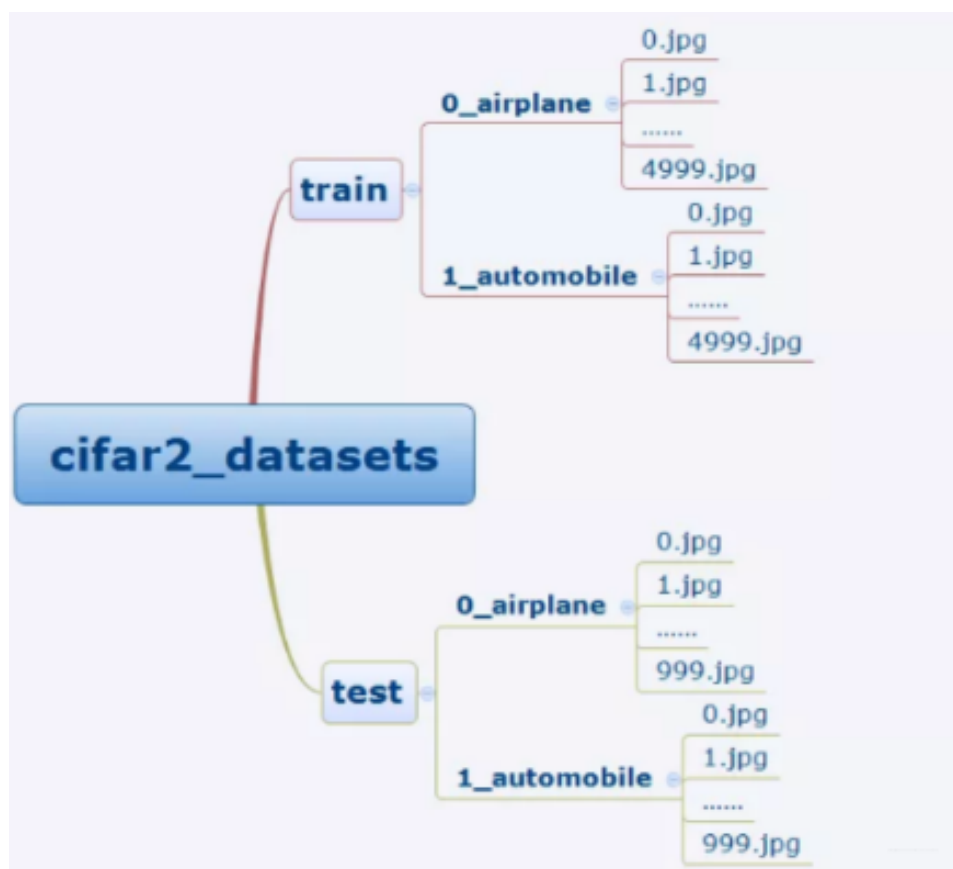 0.jpg
1.jpg
0_airplane
......
4999.jpg
train
0.jpg
1.jpg
1_automobile
......
4999.jpg
cifar2_datasets
0.jpg
1.jpg
0_airplane
......
999.jpg
test
0.jpg
1.jpg
1_automobile
......
999.jpg